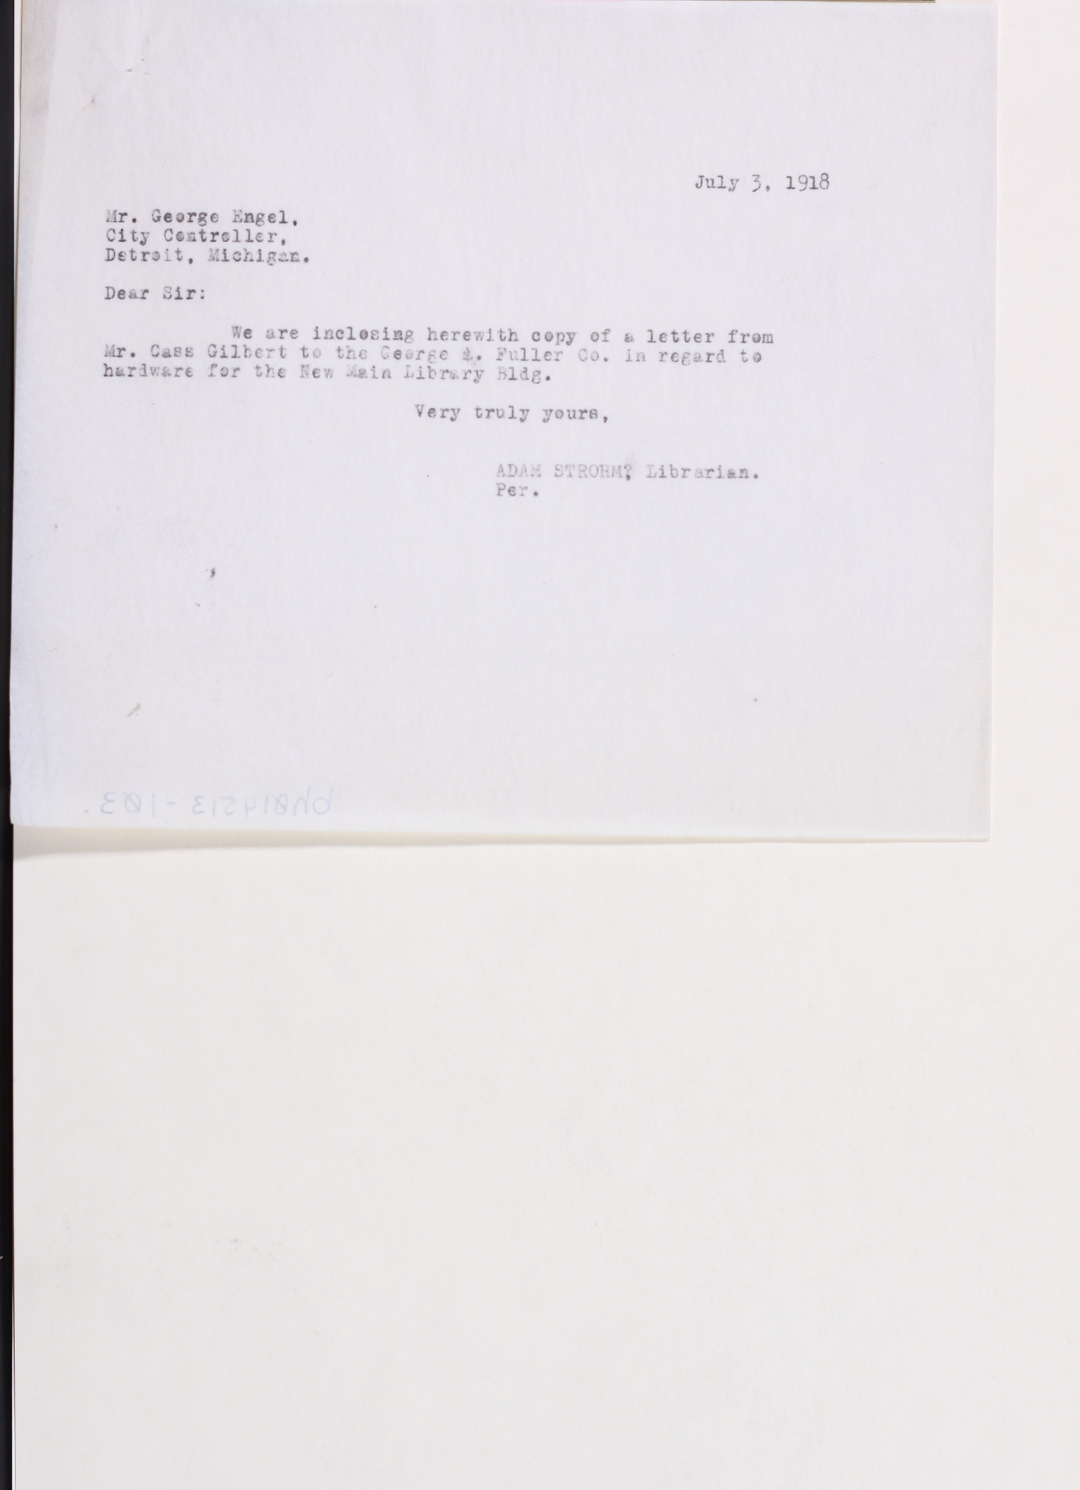 July 3, 1918
Mr. George Engel,
City Controller,
Detroit, Michigan.
Dear Sir:
We are inclosing herewith copy of a letter from
Mr. Cass Gilbert to the George A. Fuller Co. in regard to
hardware for the New Main Library Bldg.
Very truly yours,
ADAM STROHM, Librarian.
Per.
bh014513-103.